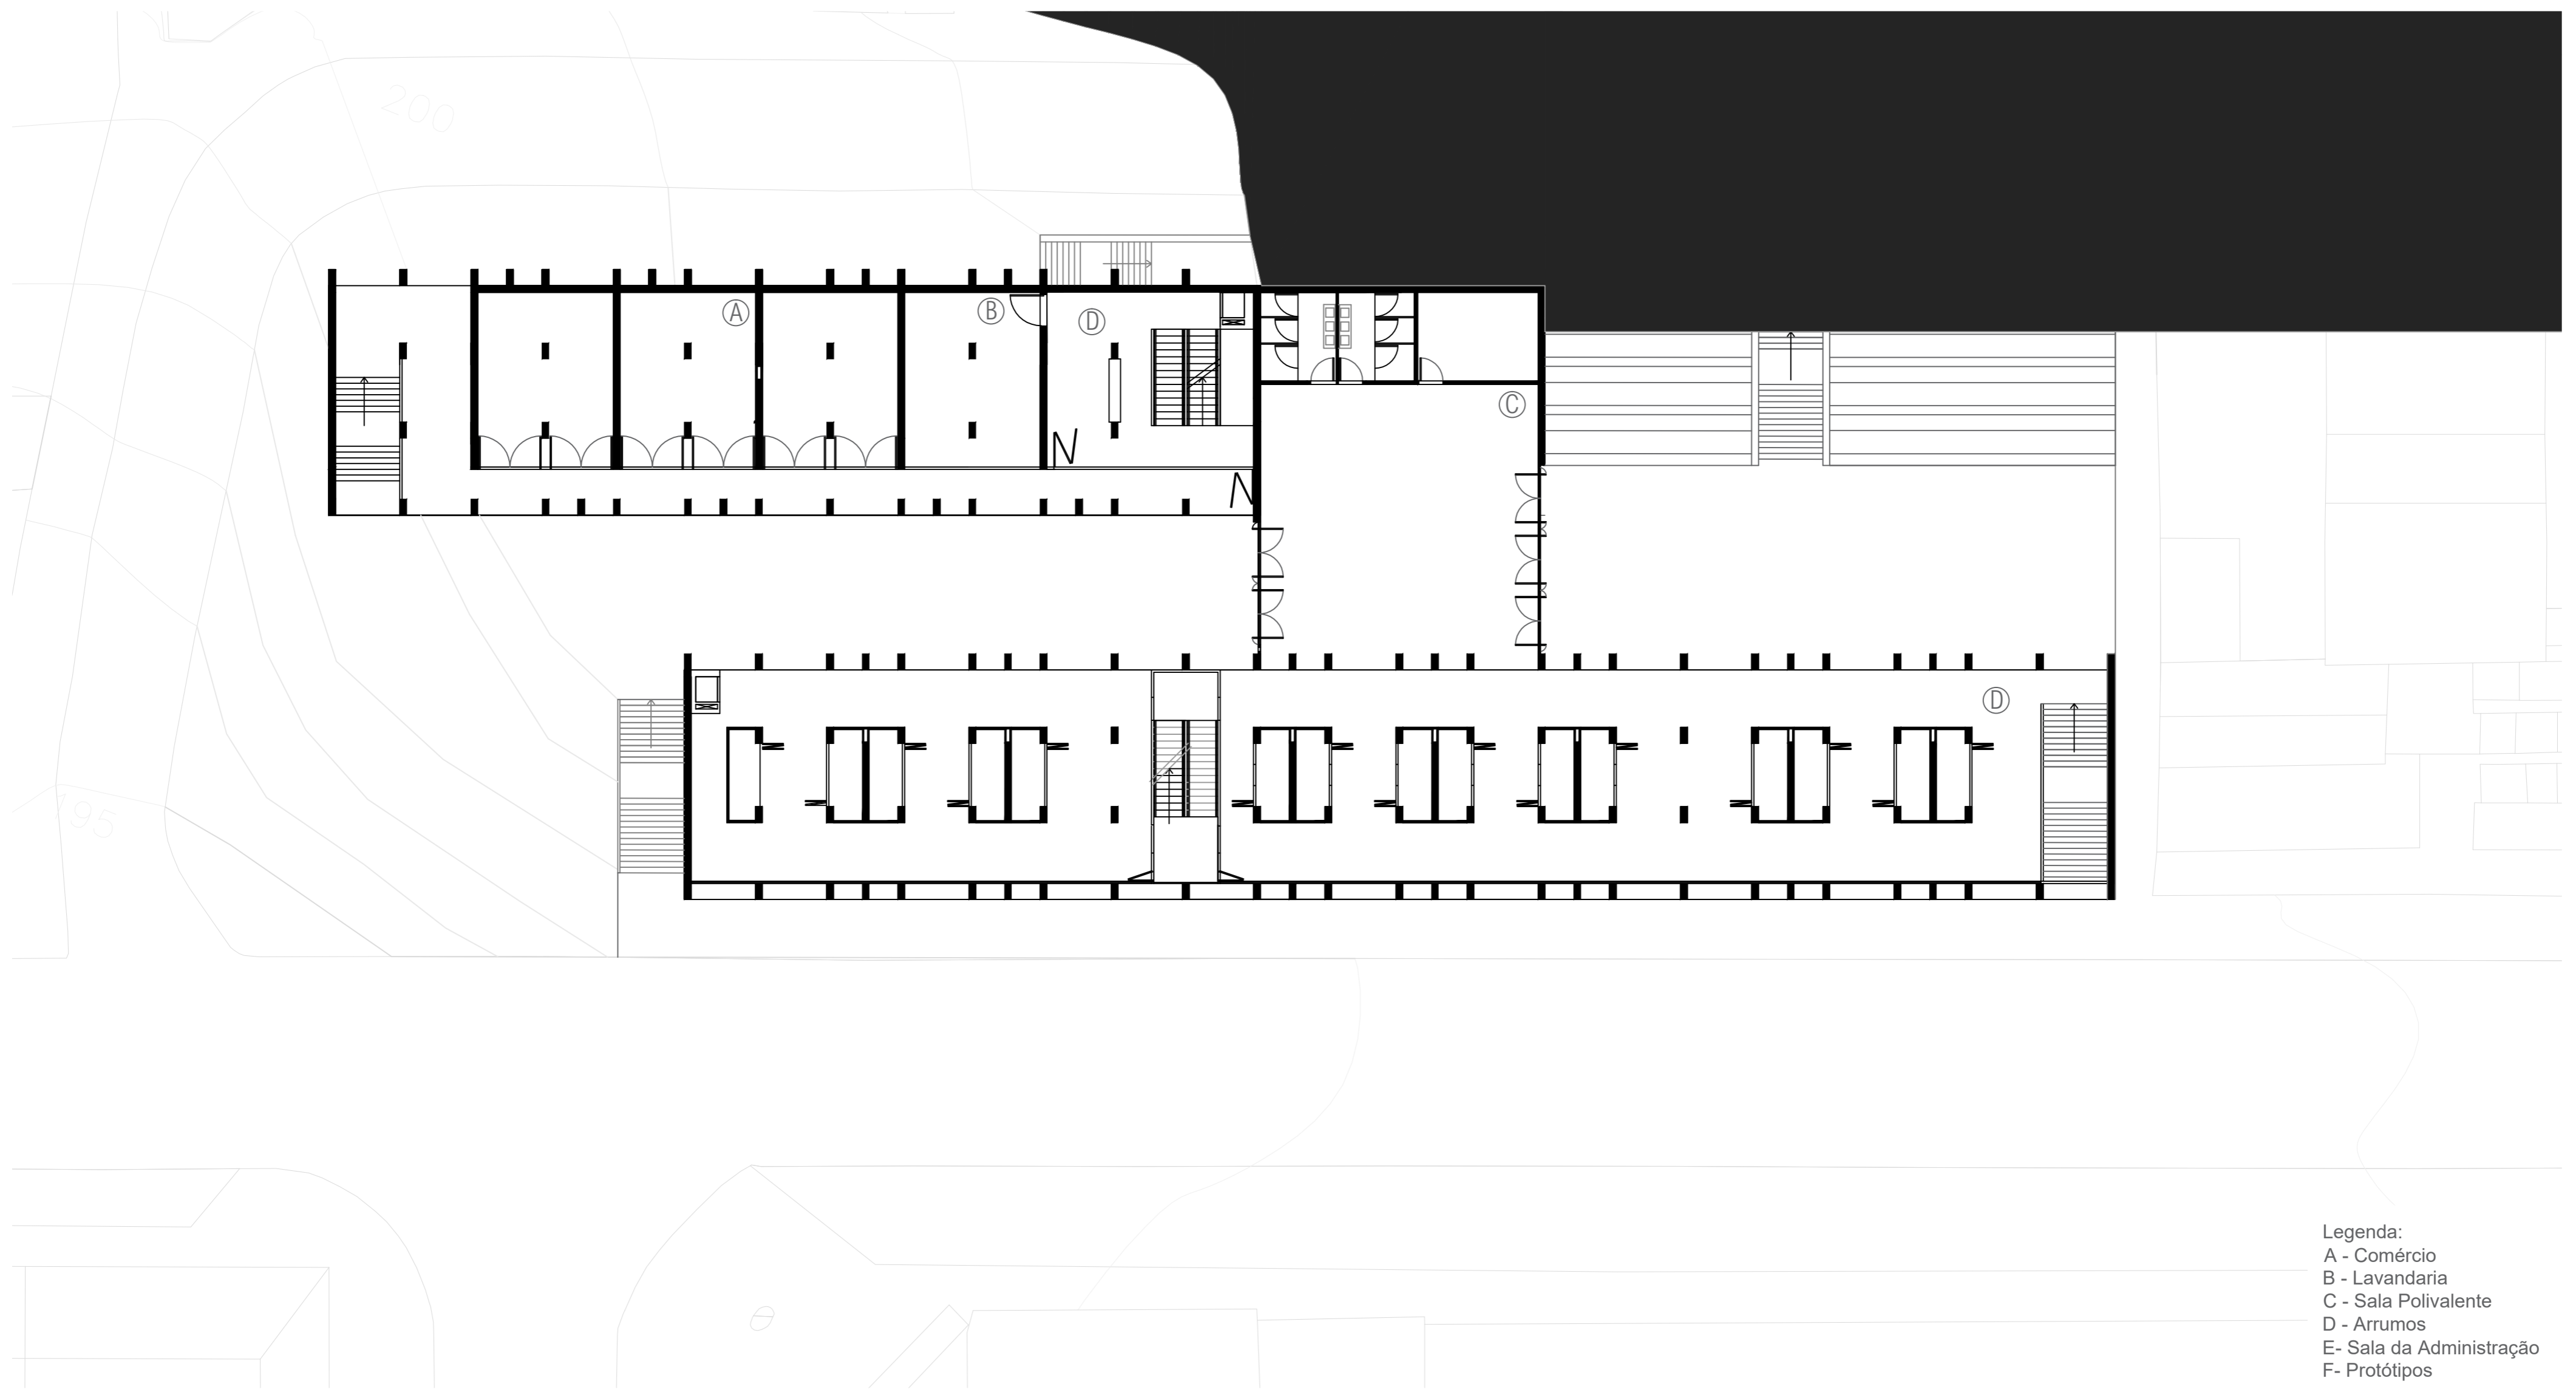 200
A
B
D
C
D
195
e
Legenda:
A - Comércio
B - Lavandaria
C - Sala Polivalente
D - Arrumos
E- Sala da Administração
F- Protótipos